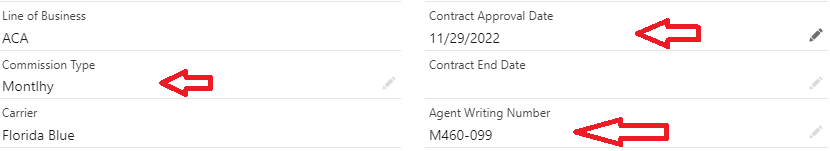 Line of Business
ACA
Commission Type
Montlhy
Carrier
Florida Blue
Contract Approval Date
11/29/2022
Contract End Date
Agent Writing Number
M460-099